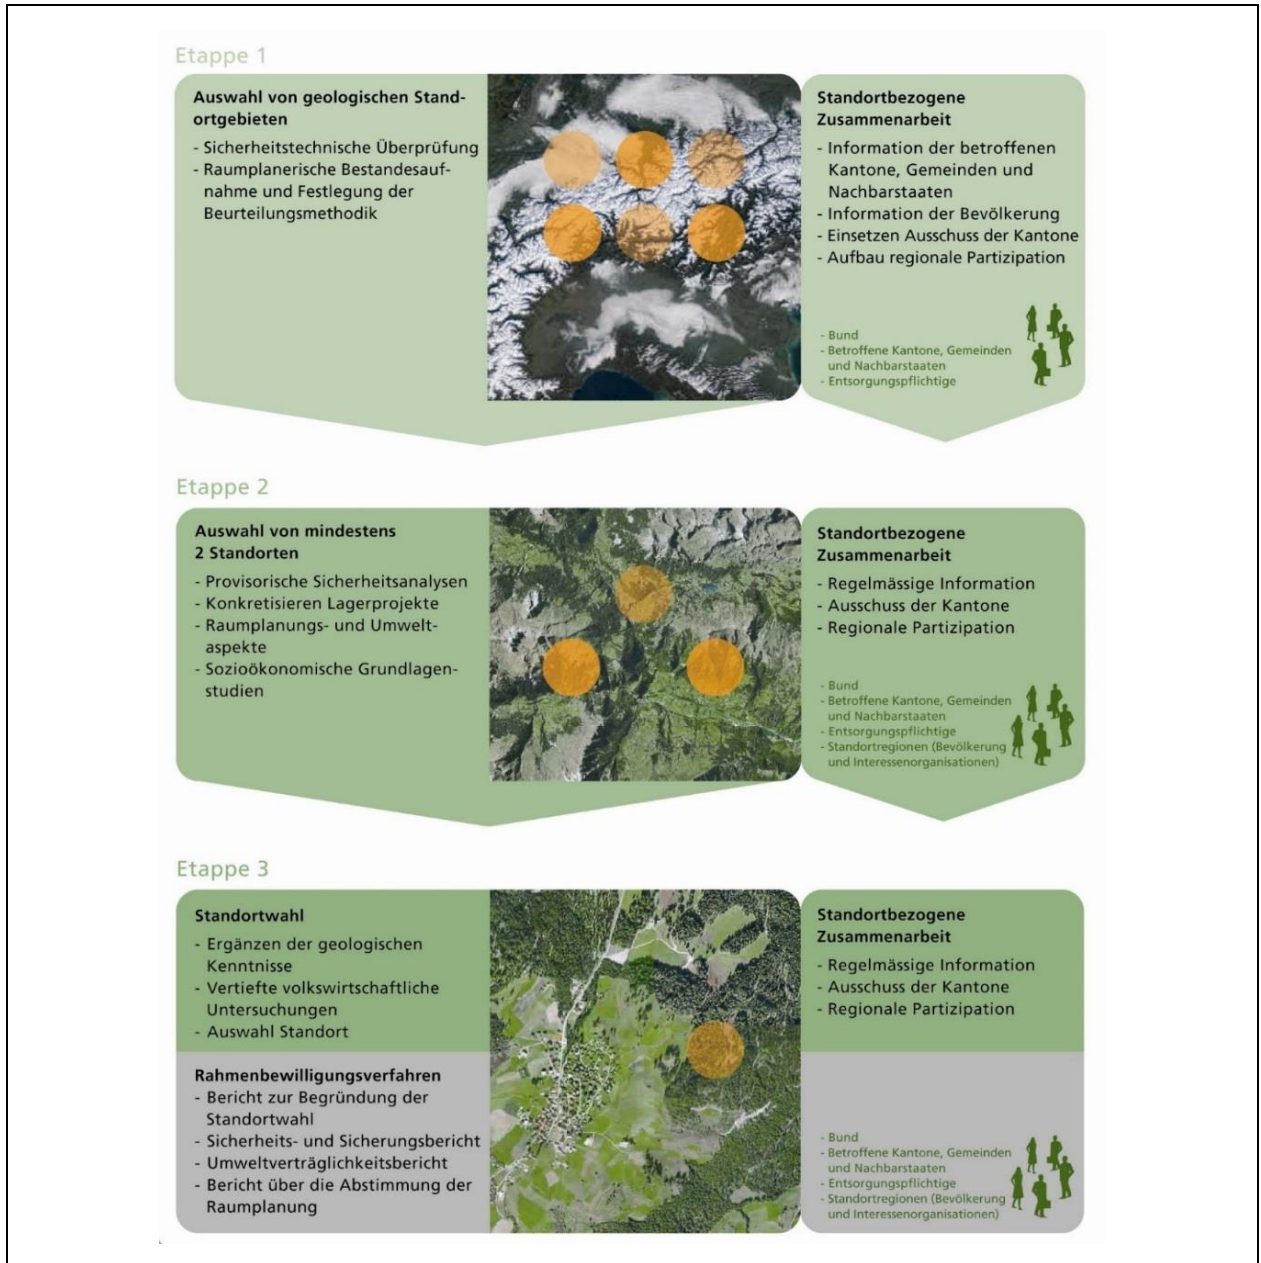 Etappe 1
Auswahl von geologischen Stand-
ortgebieten
- Sicherheitstechnische Überprüfung
- Raumplanerische Bestandesauf-
nahme und Festlegung der
Beurteilungsmethodik
Standortbezogene
Zusammenarbeit
- Information der betroffenen
Kantone, Gemeinden und
Nachbarstaaten
- Information der Bevölkerung
- Einsetzen Ausschuss der Kantone
- Aufbau regionale Partizipation
- Bund
- Betroffene Kantone, Gemeinden
und Nachbarstaaten
- Entsorgungspflichtige
Etappe 2
Auswahl von mindestens
2 Standorten
- Provisorische Sicherheitsanalysen
- Konkretisieren Lagerprojekte
- Raumplanungs- und Umwelt-
aspekte
- Sozioökonomische Grundlagen-
studien
Standortbezogene
Zusammenarbeit
- Regelmässige Information
- Ausschuss der Kantone
- Regionale Partizipation
- Bund
- Betroffene Kantone, Gemeinden
und Nachbarstaaten
- Entsorgungspflichtige
- Standortregionen (Bevölkerung
und Interessenorganisationen)
Etappe 3
Standortwahl
- Ergänzen der geologischen
Kenntnisse
- Vertiefte volkswirtschaftliche
Untersuchungen
- Auswahl Standort
Rahmenbewilligungsverfahren
- Bericht zur Begründung der
Standortwahl
- Sicherheits- und Sicherungsbericht
- Umweltverträglichkeitsbericht
- Bericht über die Abstimmung der
Raumplanung
Standortbezogene
Zusammenarbeit
- Regelmässige Information
- Ausschuss der Kantone
- Regionale Partizipation
- Bund
- Betroffene Kantone, Gemeinden
und Nachbarstaaten
- Entsorgungspflichtige
- Standortregionen (Bevölkerung
und Interessenorganisationen)